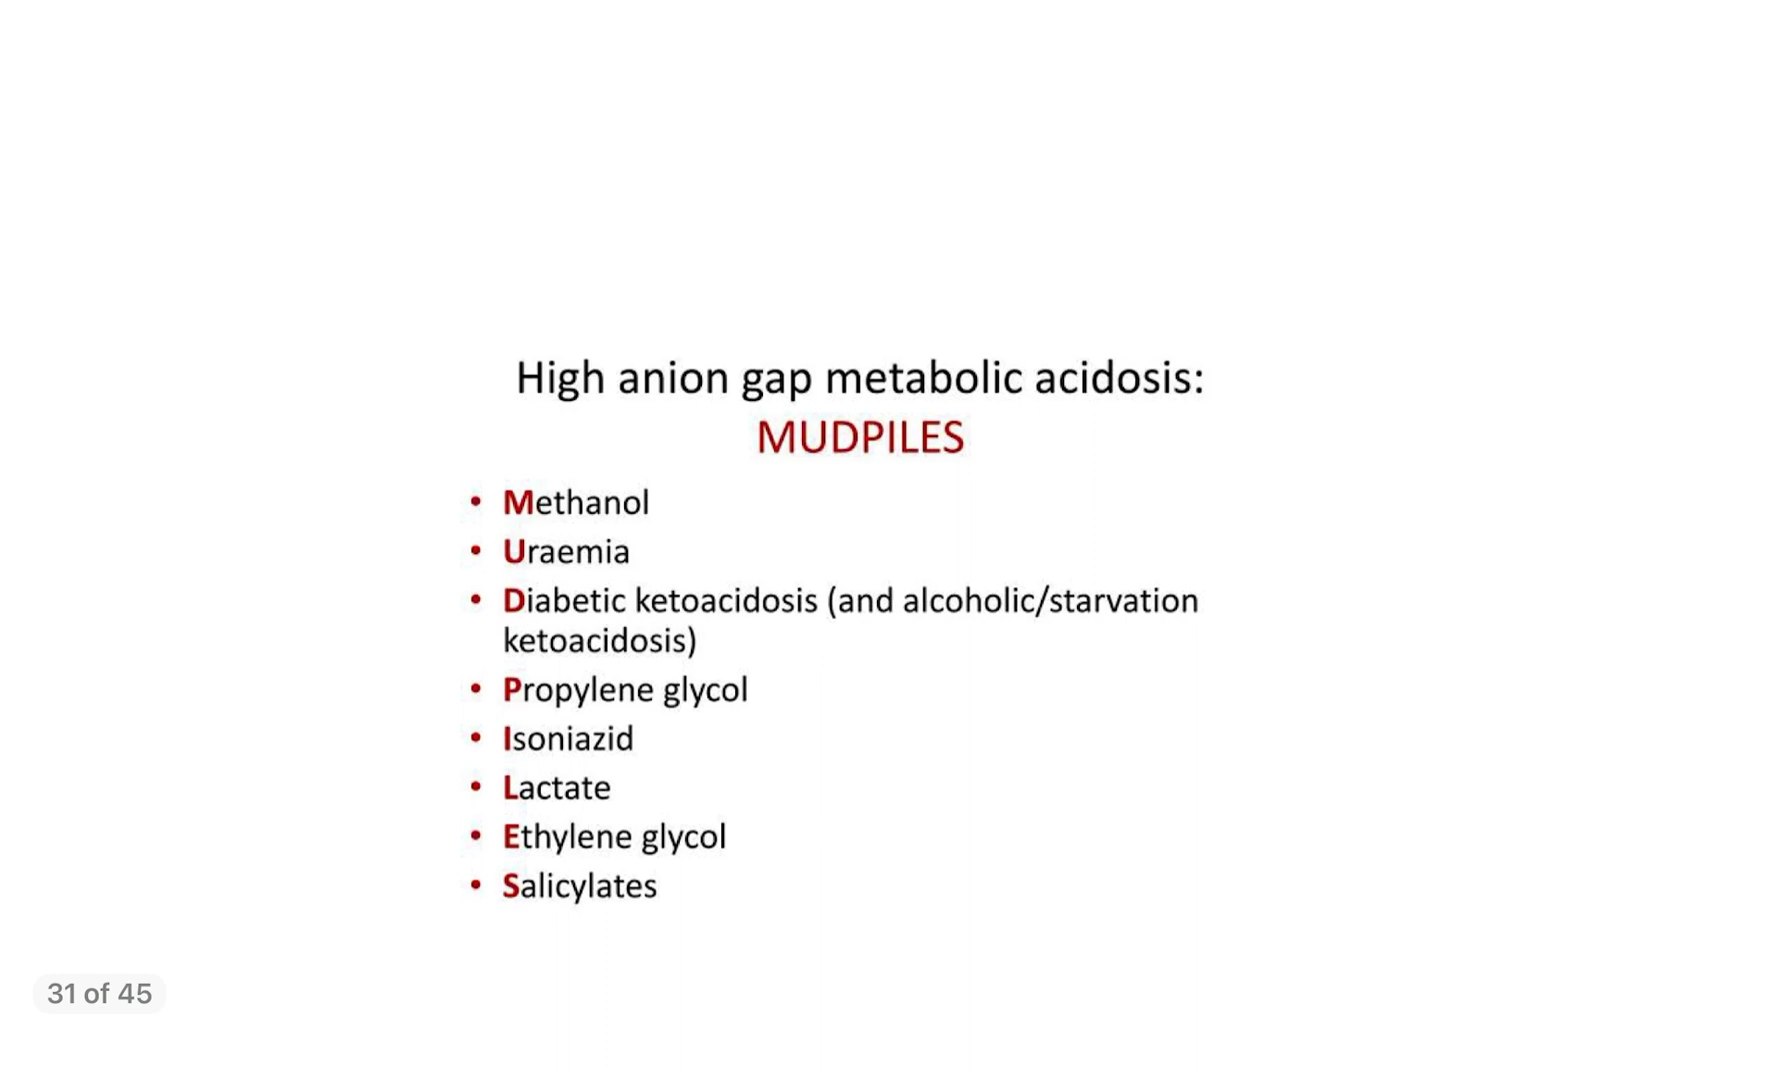 High anion gap metabolic acidosis:
MUDPILES
• Methanol
• Uraemia
• Diabetic ketoacidosis (and alcoholic/starvation
ketoacidosis)
• Propylene glycol
• Isoniazid
• Lactate
• Ethylene glycol
• Salicylates
31 of 45